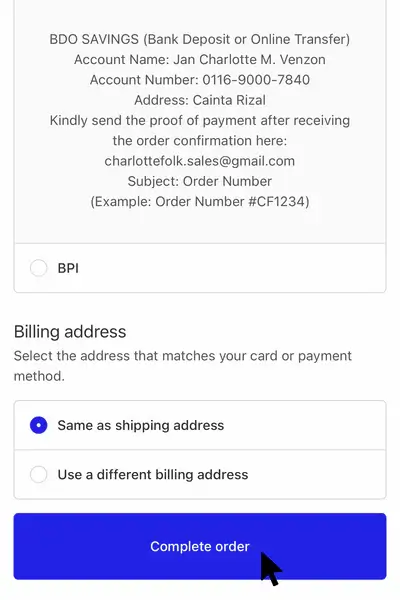 BDO SAVINGS (Bank Deposit or Online Transfer)
Account Name: Jan Charlotte M. Venzon
Account Number: 0116-9000-7840
Address: Cainta Rizal
Kindly send the proof of payment after receiving
the order confirmation here:
charlottefolk.sales@gmail.com
Subject: Order Number
(Example: Order Number #CF1234)
BPI
Billing address
Select the address that matches your card or payment
method.
Same as shipping address
Use a different billing address
Complete order